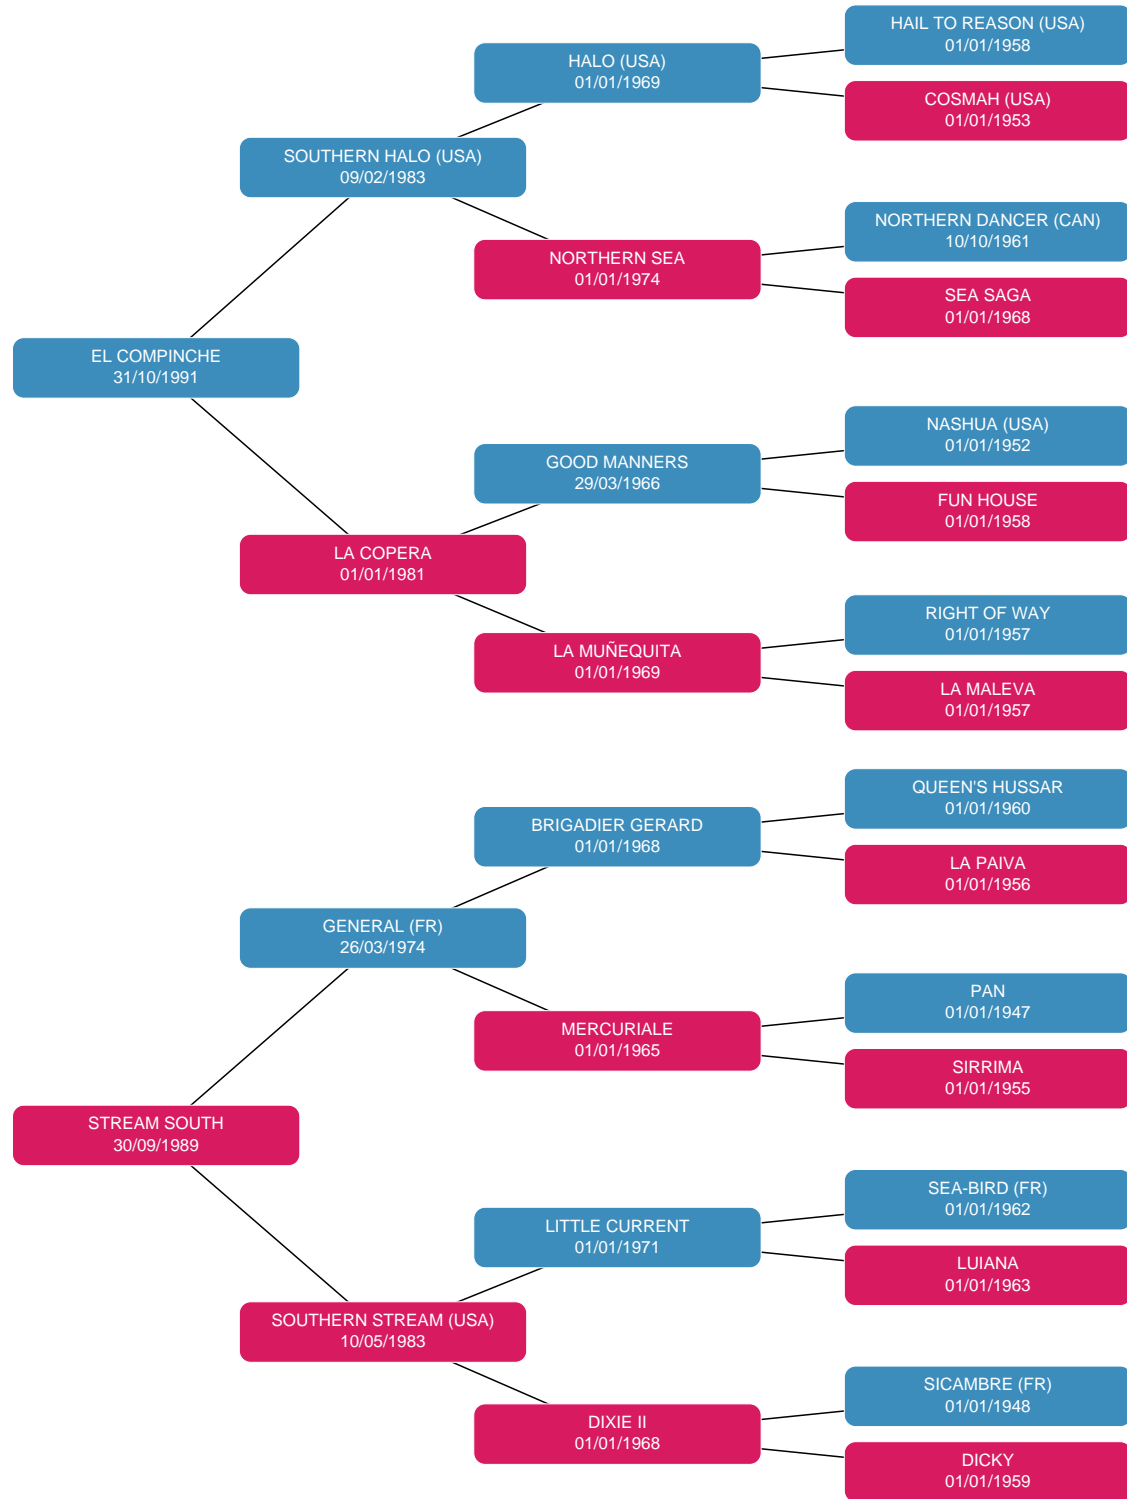 HAIL TO REASON (USA)
01/01/1958
HALO (USA)
01/01/1969
COSMAH (USA)
01/01/1953
SOUTHERN HALO (USA)
09/02/1983
NORTHERN DANCER (CAN)
10/10/1961
NORTHERN SEA
01/01/1974
SEA SAGA
01/01/1968
EL COMPINCHE
31/10/1991
NASHUA (USA)
01/01/1952
GOOD MANNERS
29/03/1966
FUN HOUSE
01/01/1958
LA COPERA
01/01/1981
RIGHT OF WAY
01/01/1957
LA MUÑEQUITA
01/01/1969
LA MALEVA
01/01/1957
QUEEN'S HUSSAR
01/01/1960
BRIGADIER GERARD
01/01/1968
LA PAIVA
01/01/1956
GENERAL (FR)
26/03/1974
PAN
01/01/1947
MERCURIALE
01/01/1965
SIRRIMA
01/01/1955
STREAM SOUTH
30/09/1989
SEA-BIRD (FR)
01/01/1962
LITTLE CURRENT
01/01/1971
LUIANA
01/01/1963
SOUTHERN STREAM (USA)
10/05/1983
SICAMBRE (FR)
01/01/1948
DIXIE II
01/01/1968
DICKY
01/01/1959